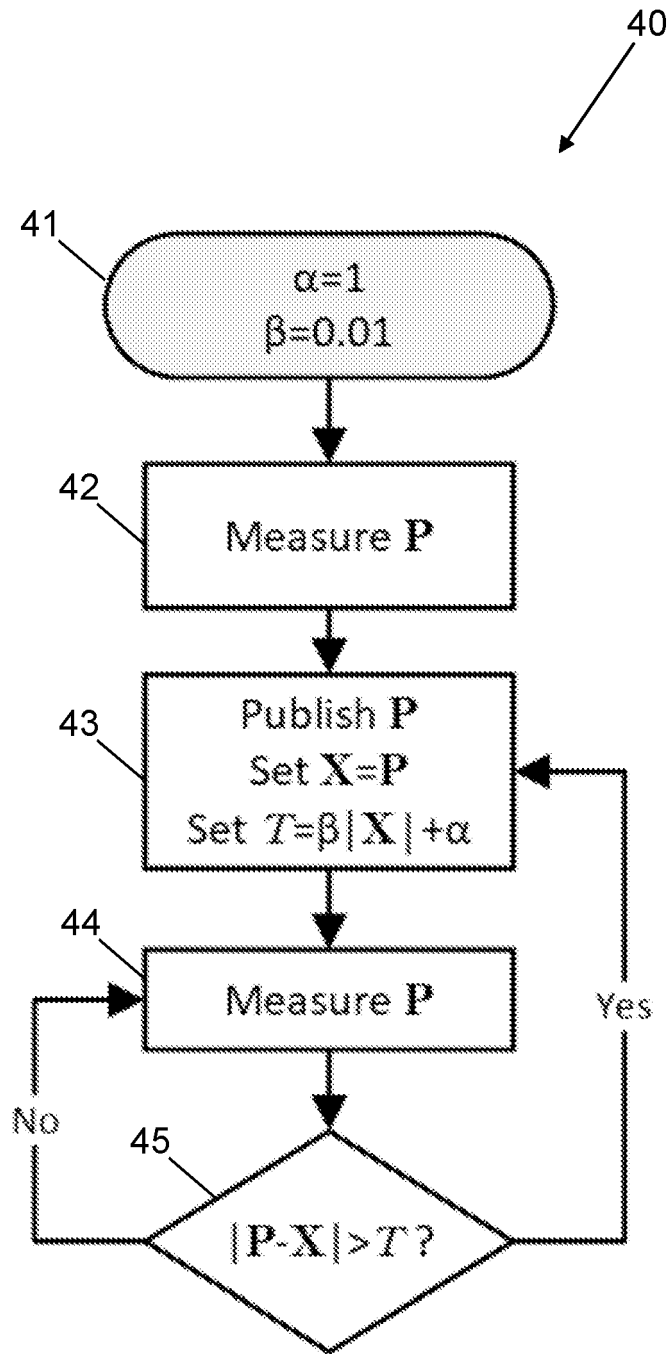 40
41
α=1
β=0.01
42
Measure P
43
Publish P
Set X=P
Set T=β|X|+α
44
Measure P
Yes
No
45
|P-X|>T?